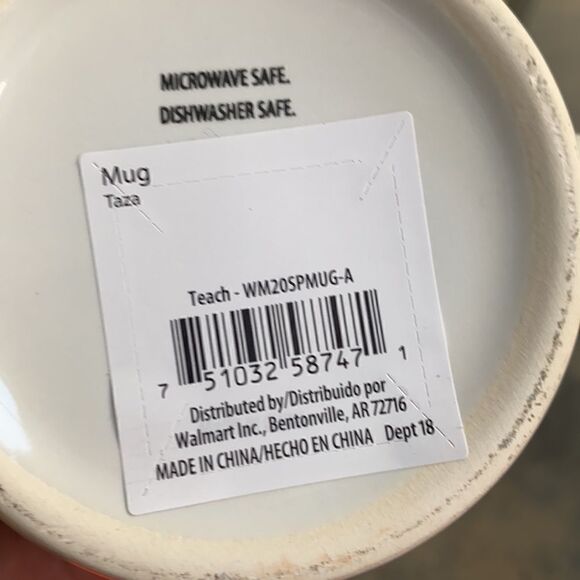 MICROWAVE SAFE.
DISHWASHER SAFE.
Mug
Taza
Teach - WM20SPMUG-A
7 51032 58747 1
Distributed by/Distribuido por
Walmart Inc., Bentonville, AR 72716
MADE IN CHINA/HECHO EN CHINA Dept 18